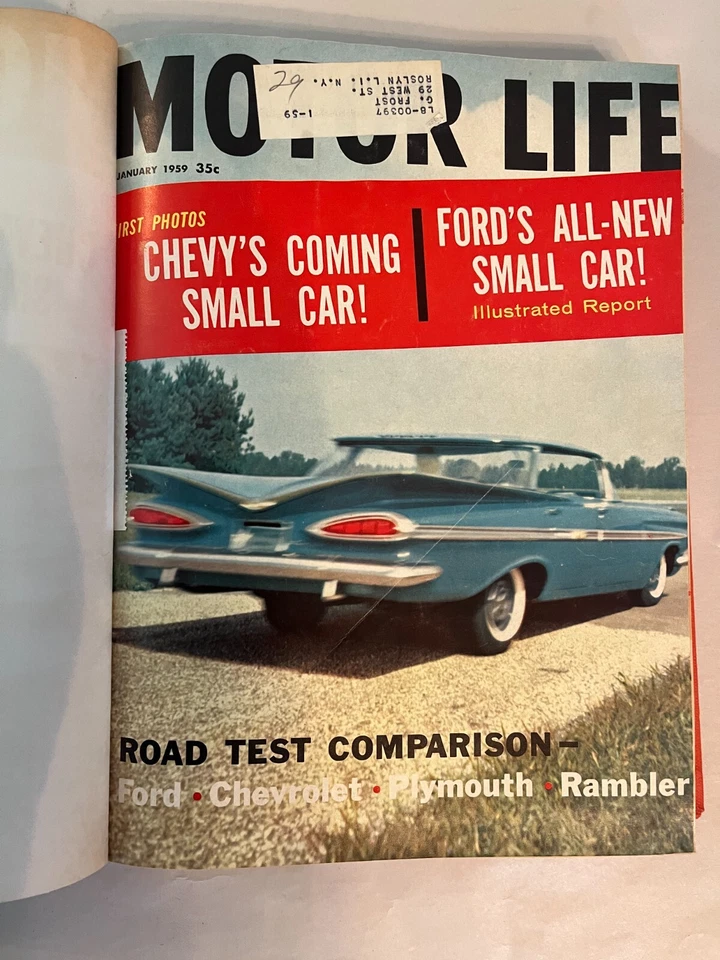 MOTOR LIFE
29
LB-00397 1-59
G. FROST
29 WEST ST.
ROSLYN L.I. N.Y.
JANUARY 1959 35c
IRST PHOTOS
CHEVY'S COMING
SMALL CAR!
FORD'S ALL-NEW
SMALL CAR!
Illustrated Report
ROAD TEST COMPARISON–
Ford • Chevrolet • Plymouth • Rambler